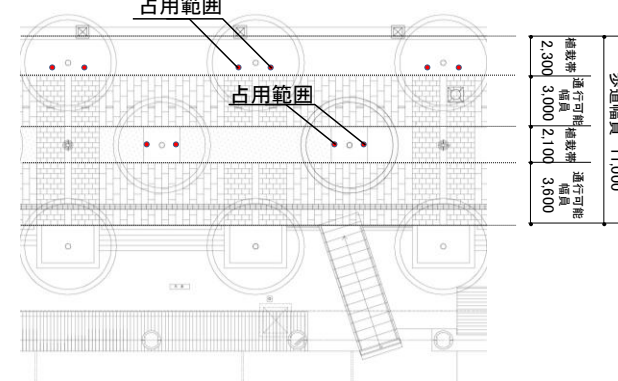 占用範囲
占用範囲
植栽帯
2,300
通行可能
幅員
3,000
植栽帯
2,100
通行可能
幅員
3,600
歩道幅員 11,000